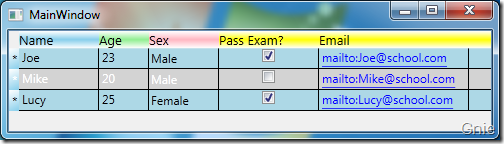 MainWindow
Name Age Sex Pass Exam? Email
* Joe 23 Male mailto:Joe@school.com
Mike 20 Male mailto:Mike@school.com
* Lucy 25 Female mailto:Lucy@school.com